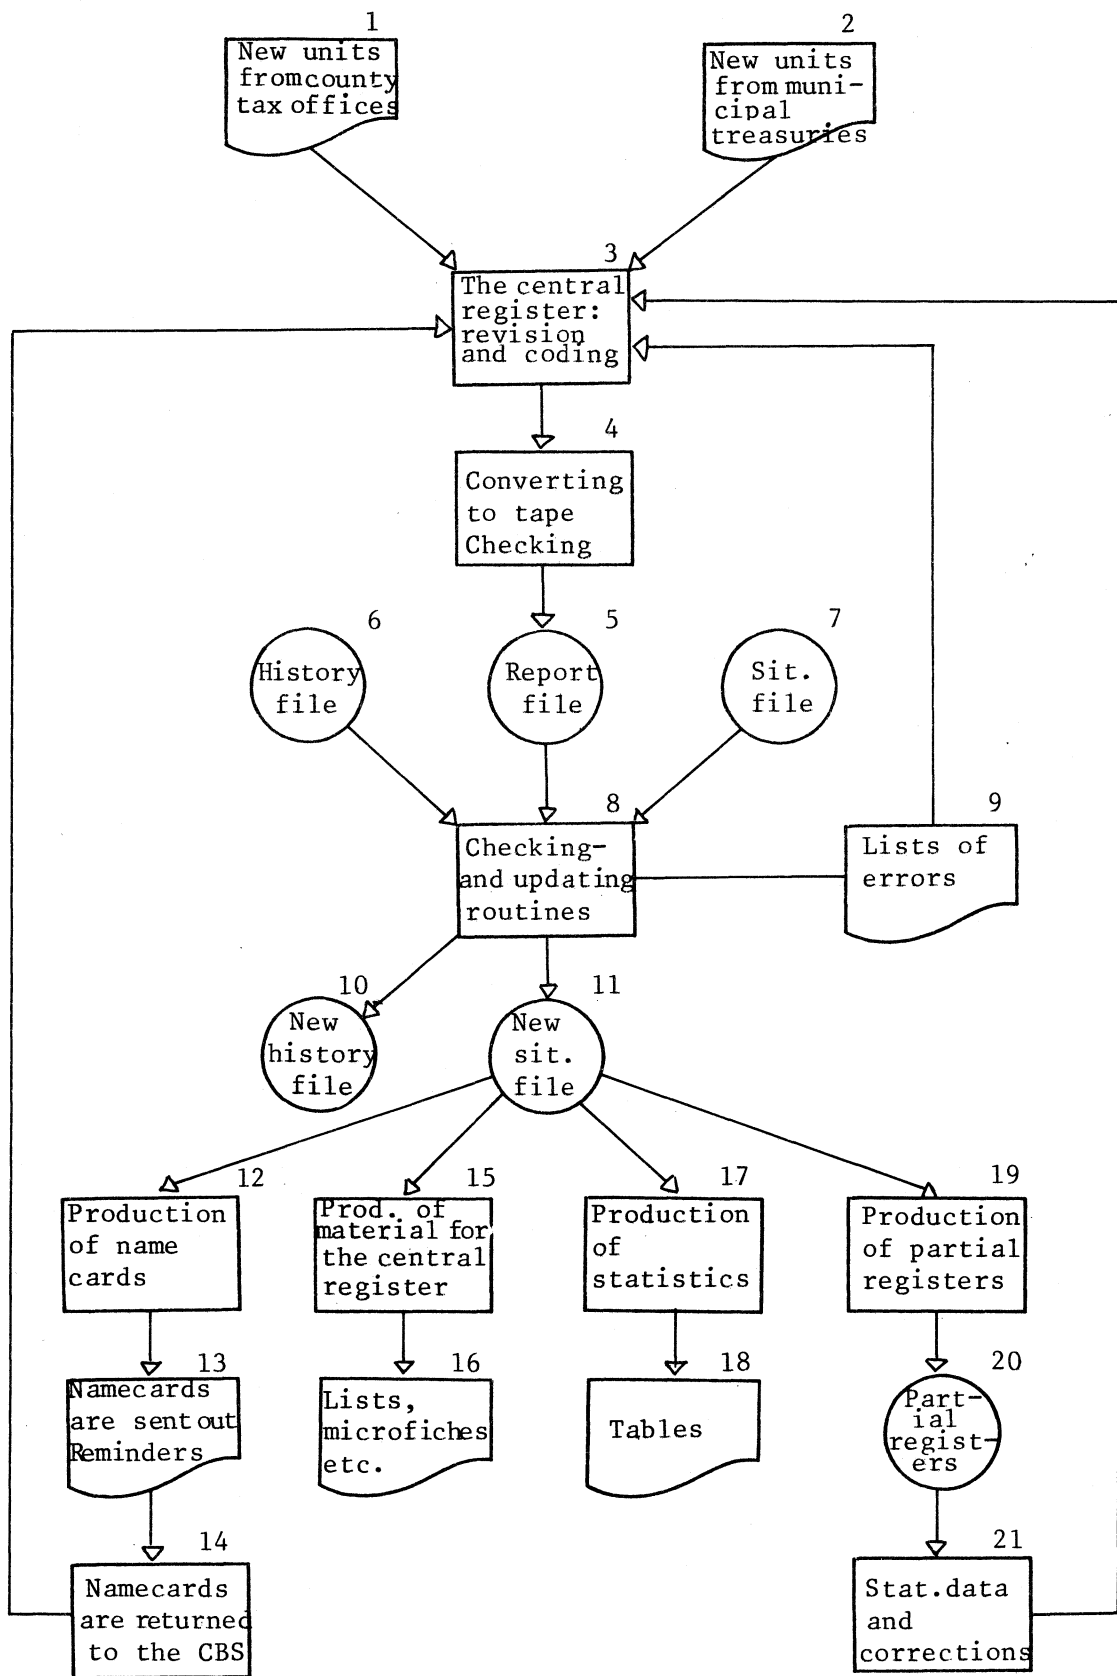 1
New units
from county
tax offices
2
New units
from muni-
cipal
treasuries
3
The central
register:
revision
and coding
4
Converting
to tape
Checking
6
History
file
5
Report
file
7
Sit.
file
8
Checking-
and updating
routines
9
Lists of
errors
10
New
history
file
11
New
sit.
file
12
Production
of name
cards
15
Prod. of
material for
the central
register
17
Production
of
statistics
19
Production
of partial
registers
13
Namecards
are sent out
Reminders
16
Lists,
microfiches
etc.
18
Tables
20
Part-
ial
regist-
ers
14
Namecards
are returned
to the CBS
21
Stat.data
and
corrections